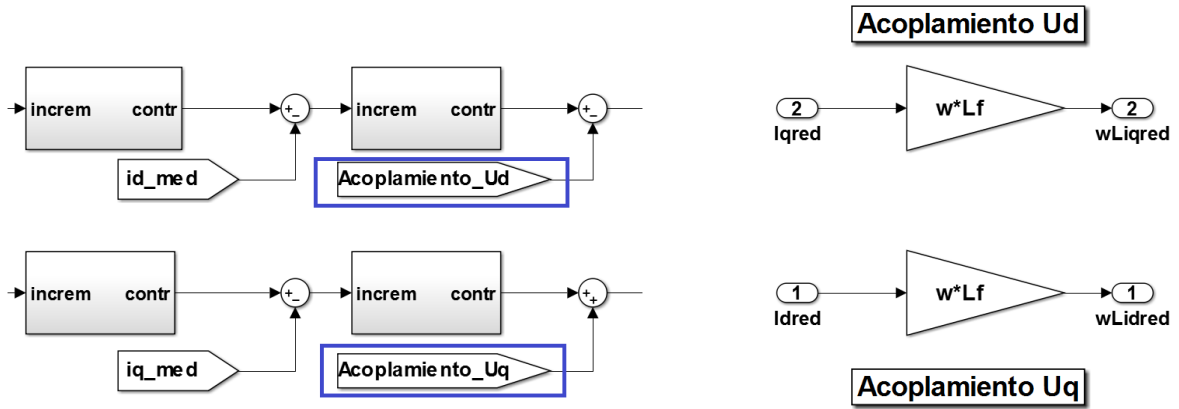 Acoplamiento Ud
increm contr
+
-
increm contr
+
-
id_med
Acoplamiento_Ud
2
Iqred
w*Lf
2
wLiqred
increm contr
+
-
increm contr
+
+
iq_med
Acoplamiento_Uq
1
Idred
w*Lf
1
wLidred
Acoplamiento Uq